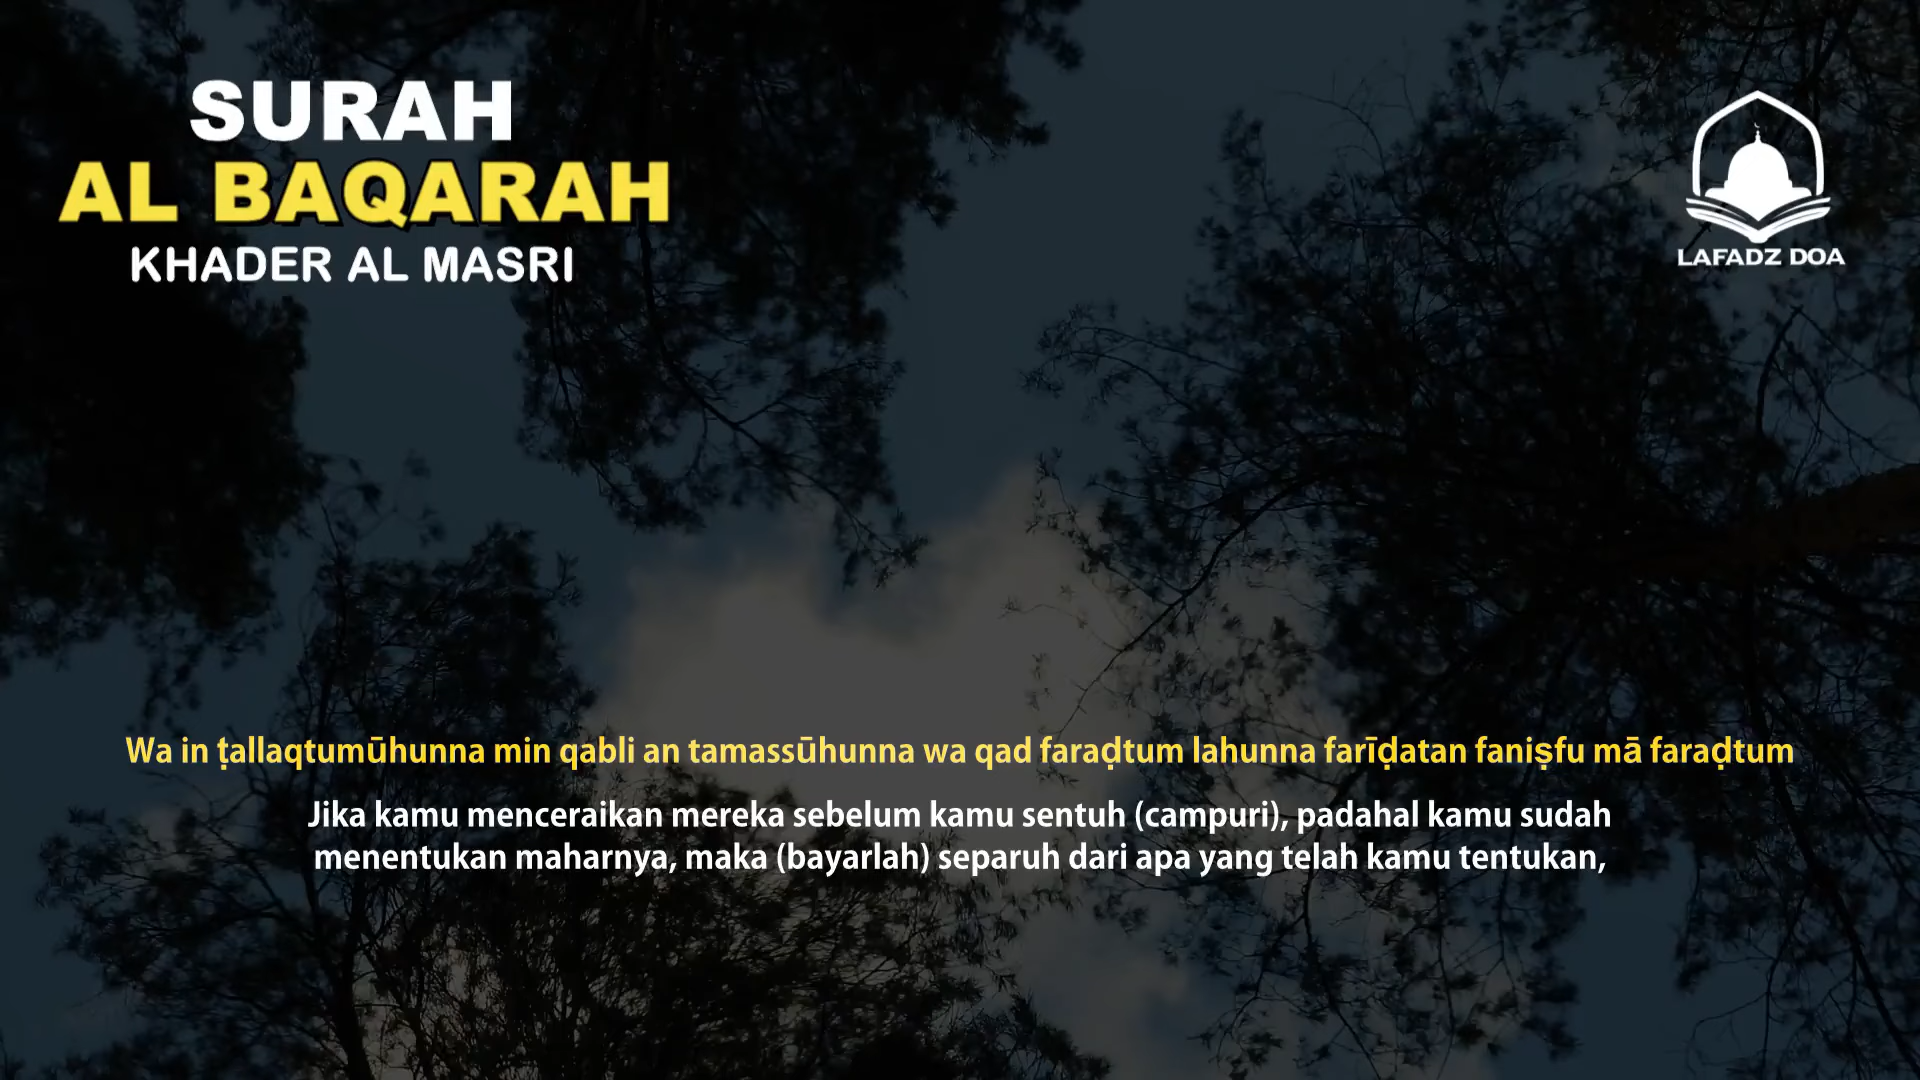 SURAH
AL BAQARAH
KHADER AL MASRI
LAFADZ DOA
Wa in ṭallaqtumūhunna min qabli an tamassūhunna wa qad faraḍtum lahunna farīḍatan faniṣfu mā faraḍtum
Jika kamu menceraikan mereka sebelum kamu sentuh (campuri), padahal kamu sudah
menentukan maharnya, maka (bayarlah) separuh dari apa yang telah kamu tentukan,